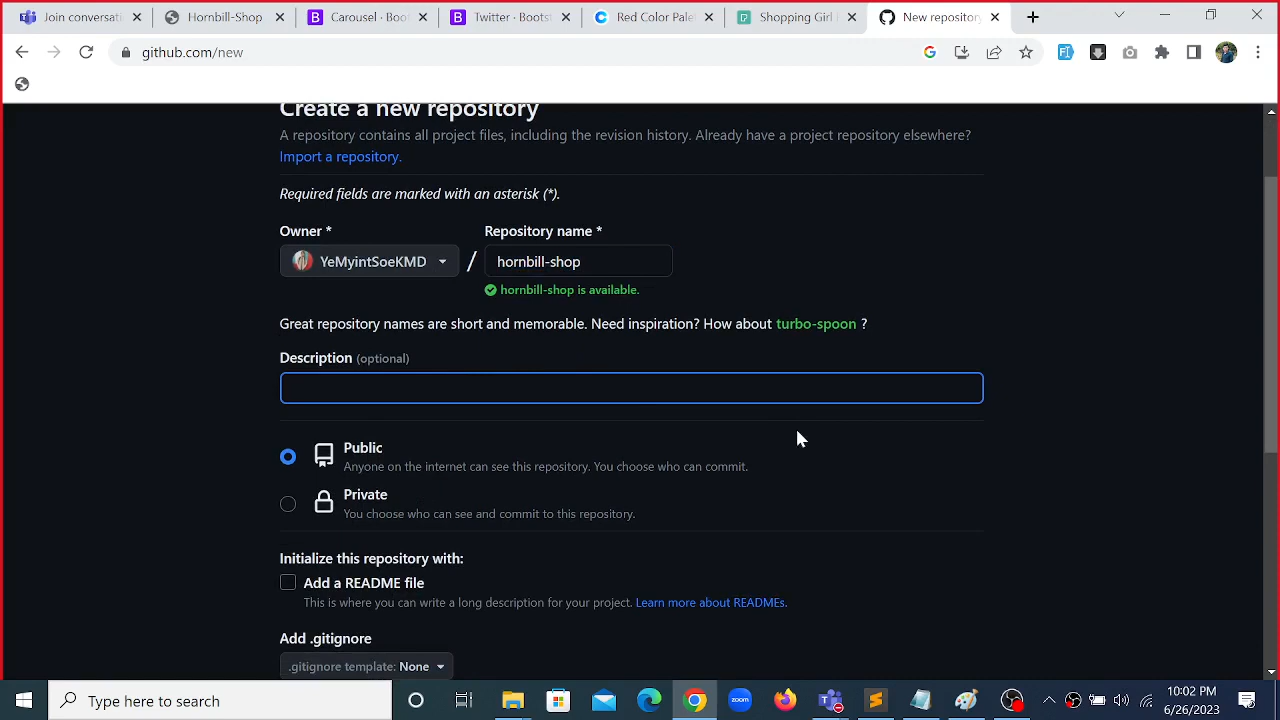 Join conversati
Hornbill-Shop
Carousel · Boo
Twitter · Boots
Red Color Pale
Shopping Girl
New repository
github.com/new
Create a new repository
A repository contains all project files, including the revision history. Already have a project repository elsewhere?
Import a repository.
Required fields are marked with an asterisk (*).
Owner *
Repository name *
YeMyintSoeKMD
/
hornbill-shop
hornbill-shop is available.
Great repository names are short and memorable. Need inspiration? How about turbo-spoon ?
Description (optional)
Public
Anyone on the internet can see this repository. You choose who can commit.
Private
You choose who can see and commit to this repository.
Initialize this repository with:
Add a README file
This is where you can write a long description for your project. Learn more about READMEs.
Add .gitignore
.gitignore template: None
Type here to search
zoom
10:02 PM
6/26/2023